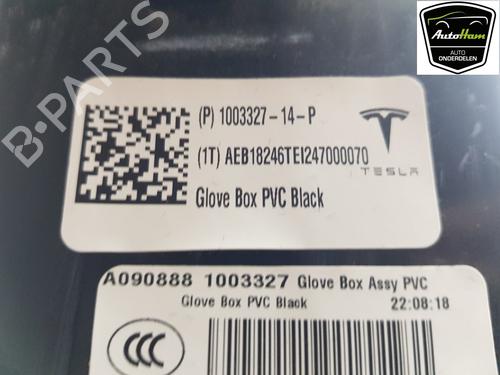 AutoHam
AUTO
ONDERDELEN
B-PARTS
(P) 1003327-14-P
(1T) AEB18246TEI247000070
TESLA
Glove Box PVC Black
A090888 1003327 Glove Box Assy PVC
Glove Box PVC Black 22:08:18
CCC